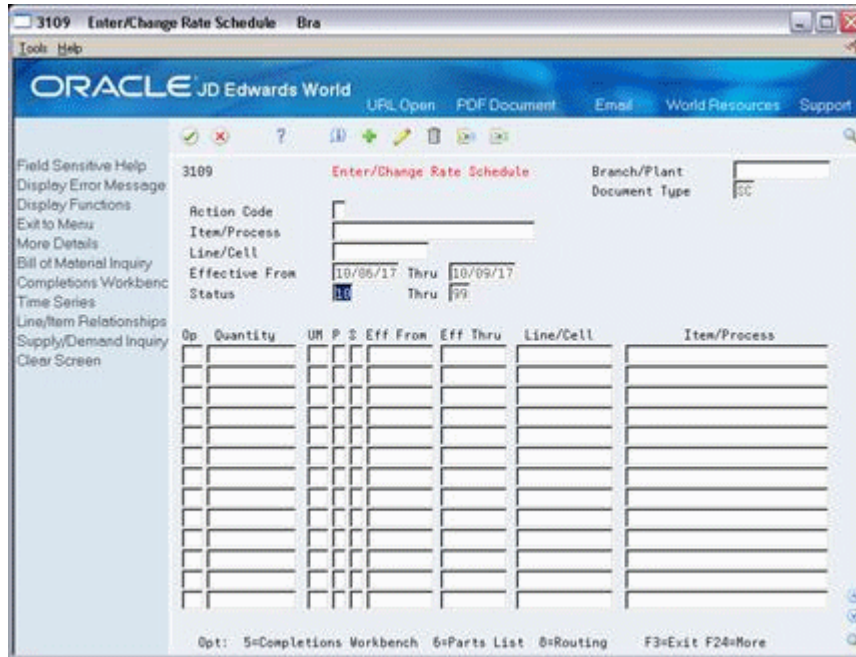 3109 Enter/Change Rate Schedule Bra
Tools Help
ORACLE JD Edwards World
URL Open PDF Document Email World Resources Support
Field Sensitive Help
Display Error Message
Display Functions
Exit to Menu
More Details
Bill of Material Inquiry
Completions Workbenc
Time Series
Line/Item Relationships
Supply/Demand Inquiry
Clear Screen
3109 Enter/Change Rate Schedule Branch/Plant
Document Type SC
Action Code
Item/Process
Line/Cell
Effective From 10/06/17 Thru 10/09/17
Status 10 Thru 99
Op Quantity UM P S Eff From Eff Thru Line/Cell Item/Process
Opt: 5=Completions Workbench 6=Parts List 8=Routing F3=Exit F24=More